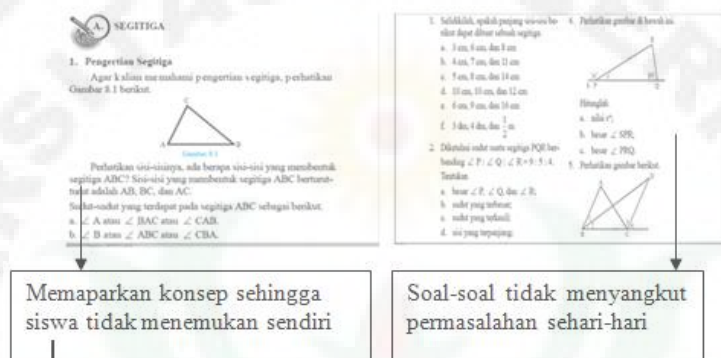 A. SEGITIGA
1. Pengertian Segitiga
Agar kalian memahami pengertian segitiga, perhatikan
Gambar 8.1 berikut.
C
A
B
Gambar 8.1
Perhatikan sisi-sisinya, ada berapa sisi-sisi yang membentuk
segitiga ABC? Sisi-sisi yang membentuk segitiga ABC berturut-
turut adalah AB, BC, dan AC.
Sudut-sudut yang terdapat pada segitiga ABC sebagai berikut.
a. ∠ A atau ∠ BAC atau ∠ CAB.
b. ∠ B atau ∠ ABC atau ∠ CBA.
Memaparkan konsep sehingga
siswa tidak menemukan sendiri
1. Selidikilah, apakah panjang sisi-sisi be-
rikut dapat dibuat sebuah segitiga.
a. 3 cm, 6 cm, dan 8 cm
b. 4 cm, 7 cm, dan 11 cm
c. 5 cm, 8 cm, dan 14 cm
d. 10 cm, 10 cm, dan 12 cm
e. 6 cm, 9 cm, dan 16 cm
2. Diketahui sudut suatu segitiga PQR ber-
banding ∠ P : ∠ Q : ∠ R = 9 : 5 : 4.
Tentukan
a. besar ∠ P, ∠ Q, dan ∠ R;
b. sudut yang terbesar;
c. sudut yang terkecil;
d. sisi yang terpanjang;
4. Perhatikan gambar di bawah ini.
Hitunglah
a. nilai
b. besar ∠ SPR;
c. besar ∠ PRQ.
5. Perhatikan gambar berikut.
Soal-soal tidak menyangkut
permasalahan sehari-hari